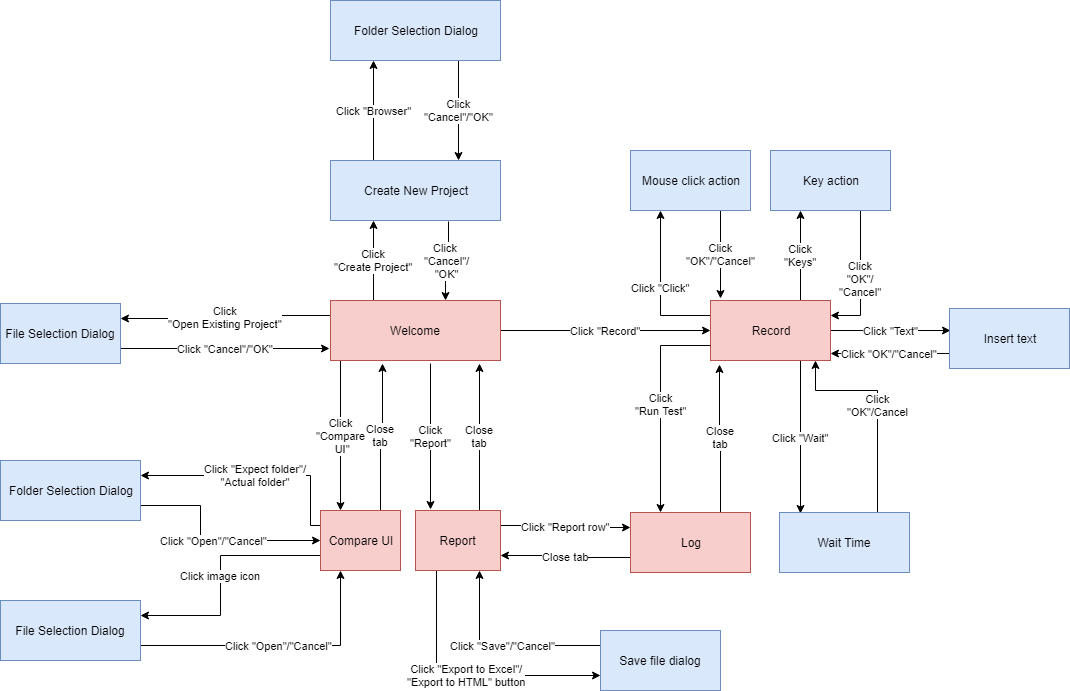 Folder Selection Dialog
Click "Browser"
Click
"Cancel"/"OK"
Create New Project
Mouse click action
Key action
Click
"Create Project"
Click
"Cancel"/
"OK"
Click
"OK"/"Cancel"
Click
"Keys"
Click
"OK"/
"Cancel"
Click "Click"
File Selection Dialog
Click
"Open Existing Project"
Click "Cancel"/"OK"
Welcome
Click "Record"
Record
Click "Text"
Click "OK"/"Cancel"
Insert text
Click
"Compare
UI"
Close
tab
Click
"Report"
Close
tab
Click
"Run Test"
Close
tab
Click "Wait"
Click
"OK"/Cancel
Folder Selection Dialog
Click "Expect folder"/
"Actual folder"
Click "Open"/"Cancel"
Compare UI
Report
Click "Report row"
Close tab
Log
Wait Time
Click image icon
File Selection Dialog
Click "Open"/"Cancel"
Click "Save"/"Cancel"
Click "Export to Excel"/
"Export to HTML" button
Save file dialog